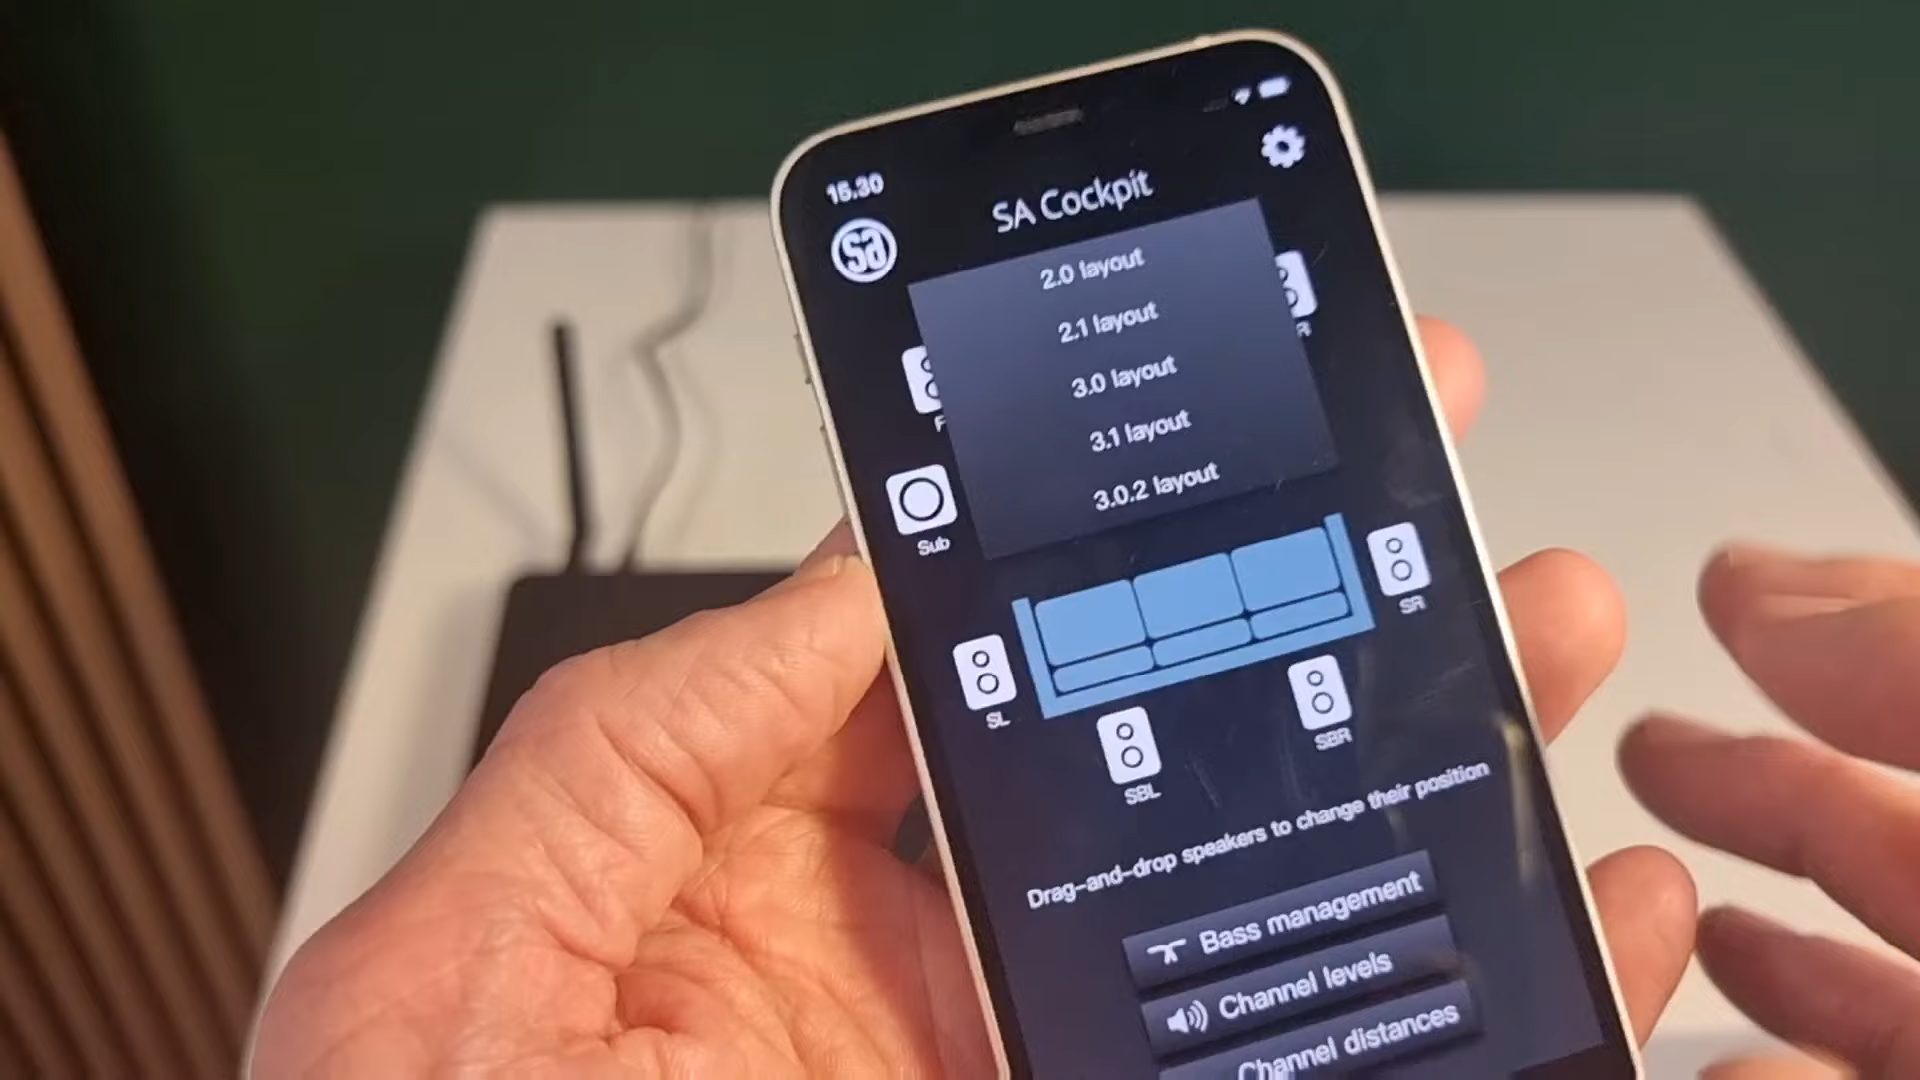 15.30
SA Cockpit
sa
2.0 layout
2.1 layout
R
3.0 layout
F
3.1 layout
3.0.2 layout
Sub
SR
SL
SBR
SBL
Drag-and-drop speakers to change their position
Bass management
Channel levels
Channel distances